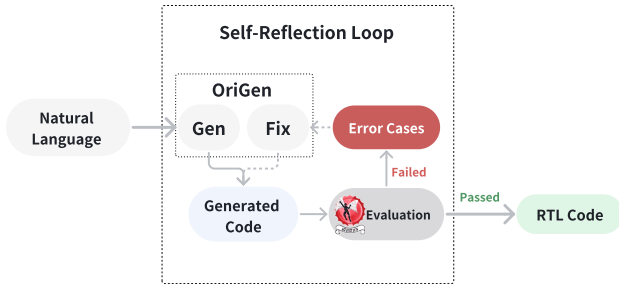 Self-Reflection Loop
OriGen
Natural
Language
Gen
Fix
Error Cases
Failed
Generated
Code
Evaluation
Passed
RTL Code